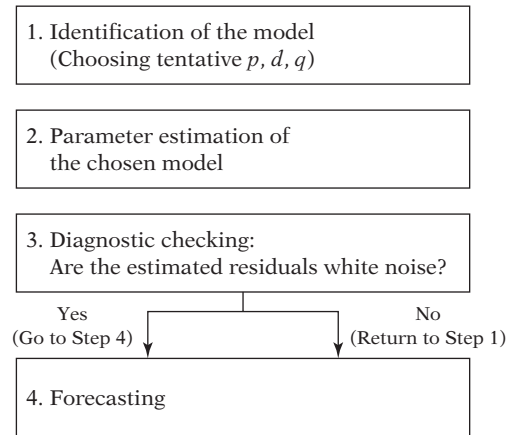 1. Identification of the model
(Choosing tentative p, d, q)
2. Parameter estimation of
the chosen model
3. Diagnostic checking:
Are the estimated residuals white noise?
Yes
(Go to Step 4)
No
(Return to Step 1)
4. Forecasting